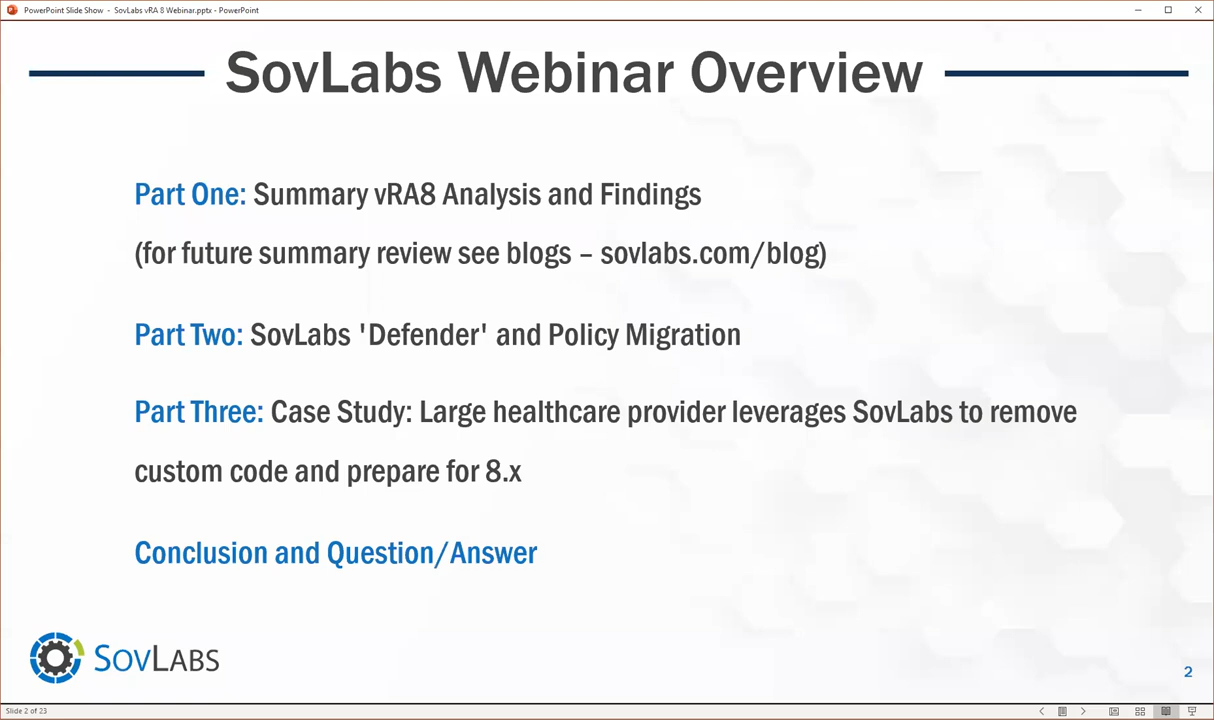 PowerPoint Slide Show - SovLabs vRA 8 Webinar.pptx - PowerPoint
SovLabs Webinar Overview
Part One: Summary vRA8 Analysis and Findings
(for future summary review see blogs – sovlabs.com/blog)
Part Two: SovLabs 'Defender' and Policy Migration
Part Three: Case Study: Large healthcare provider leverages SovLabs to remove
custom code and prepare for 8.x
Conclusion and Question/Answer
SOVLABS
2
Slide 2 of 23